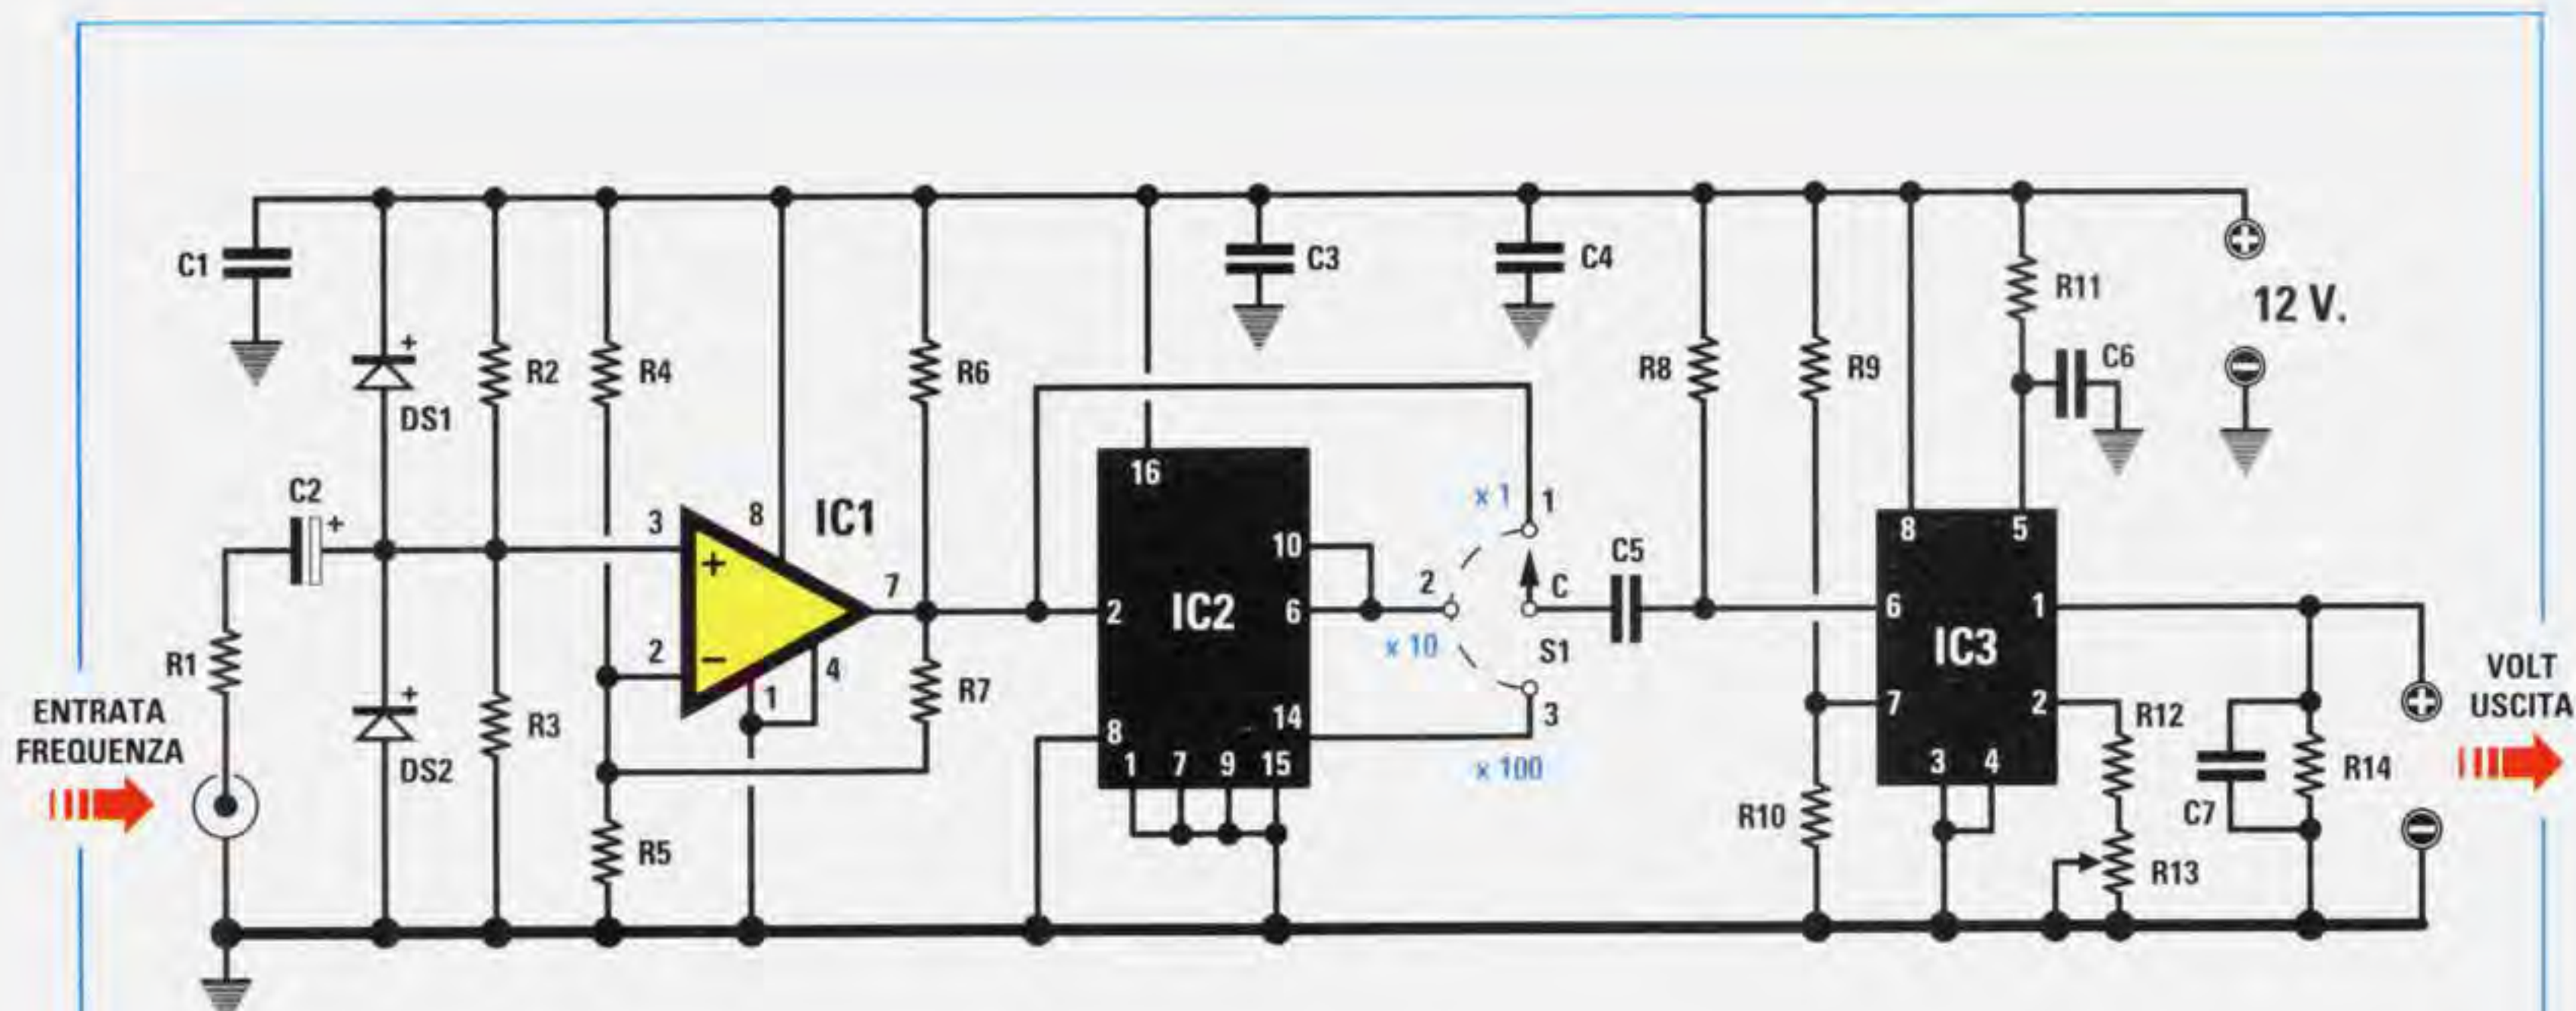 C1
DS1
R2
R4
R6
C3
C4
R8
R9
R11
12 V.
C6
C2
+
+
+
3
8
IC1
7
2
1
4
R1
DS2
R3
R7
R5
ENTRATA
FREQUENZA
16
10
2
IC2
6
8
14
1 7 9 15
x 1
1
2
x 10
C
S1
3
x 100
C5
8 5
6
IC3
1
7
2
3 4
R10
R12
R13
C7
R14
VOLT
USCITA